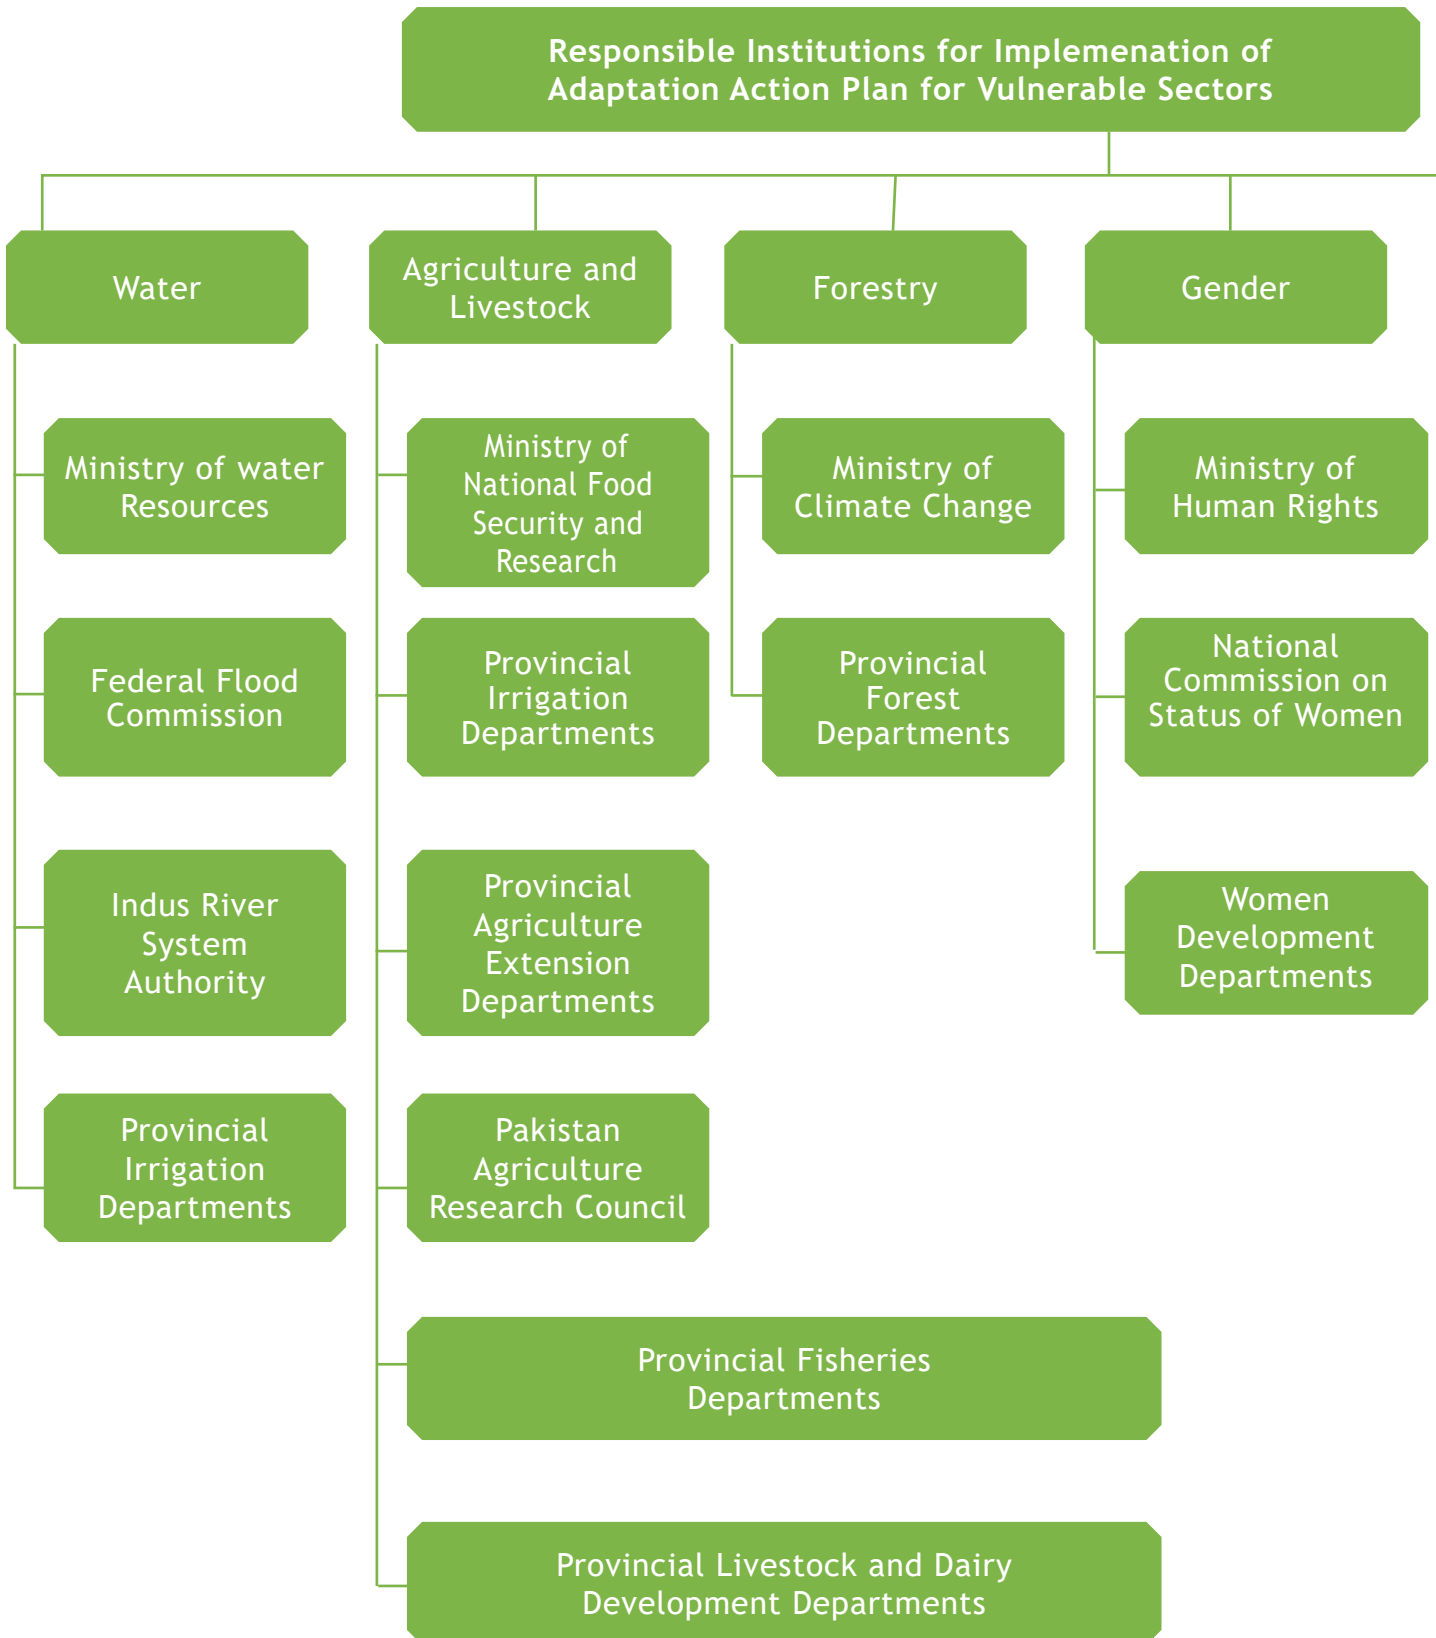 Responsible Institutions for Implemenation of
Adaptation Action Plan for Vulnerable Sectors
Water
Agriculture and
Livestock
Forestry
Gender
Ministry of water
Resources
Federal Flood
Commission
Indus River
System
Authority
Provincial
Irrigation
Departments
Ministry of
National Food
Security and
Research
Provincial
Irrigation
Departments
Provincial
Agriculture
Extension
Departments
Pakistan
Agriculture
Research Council
Provincial Fisheries
Departments
Provincial Livestock and Dairy
Development Departments
Ministry of
Climate Change
Provincial
Forest
Departments
Ministry of
Human Rights
National
Commission on
Status of Women
Women
Development
Departments